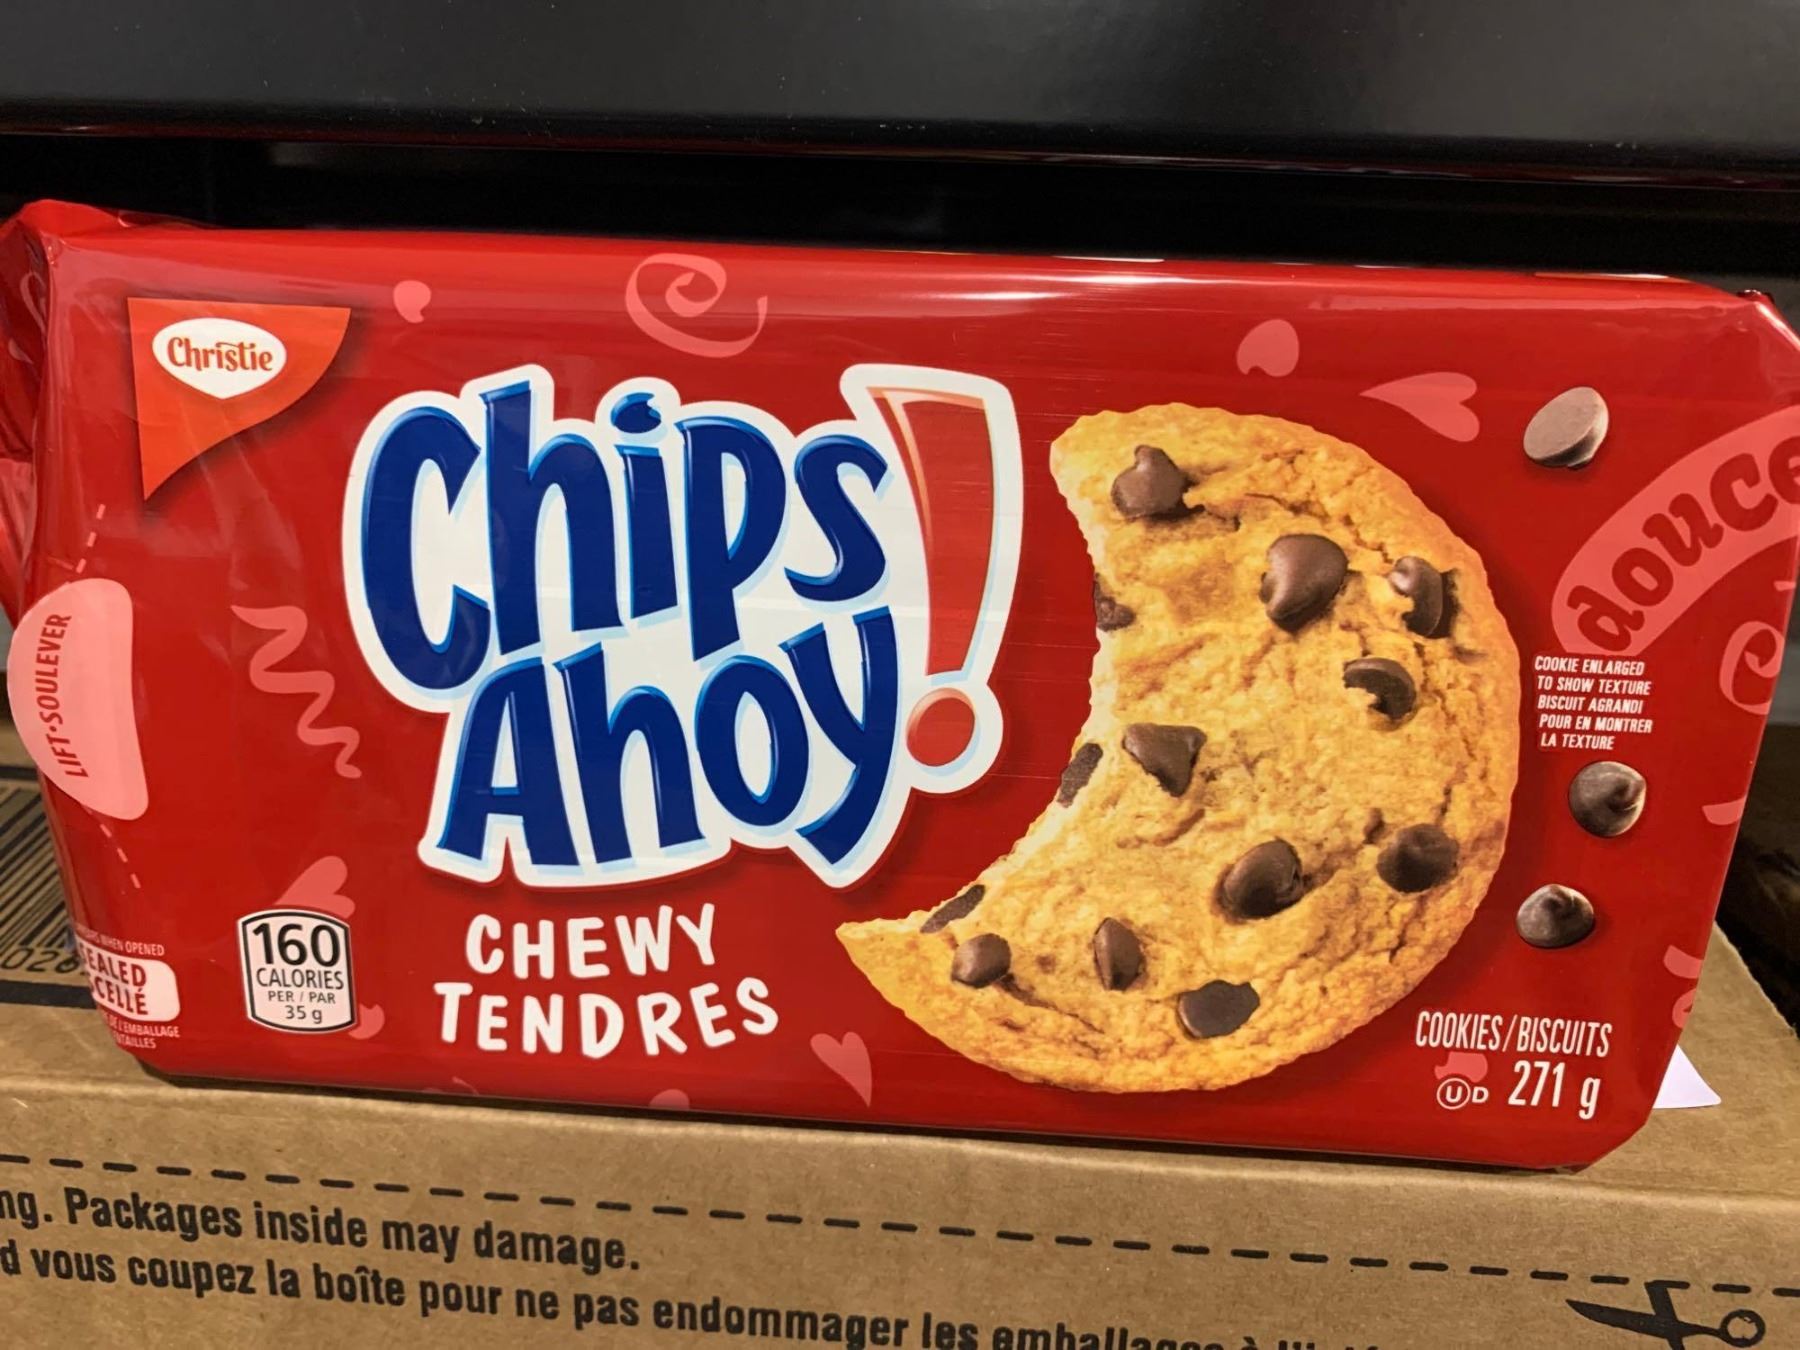 Christie
Chips
Ahoy!
CHEWY
TENDRES
LIFT•SOULEVER
WHEN OPENED
160
CALORIES
PER / PAR
35 g
douce
COOKIE ENLARGED
TO SHOW TEXTURE
BISCUIT AGRANDI
POUR EN MONTRER
LA TEXTURE
COOKIES/BISCUITS
Ⓤ D 271 g
Packages inside may damage.
vous coupez la boîte pour ne pas endommager les